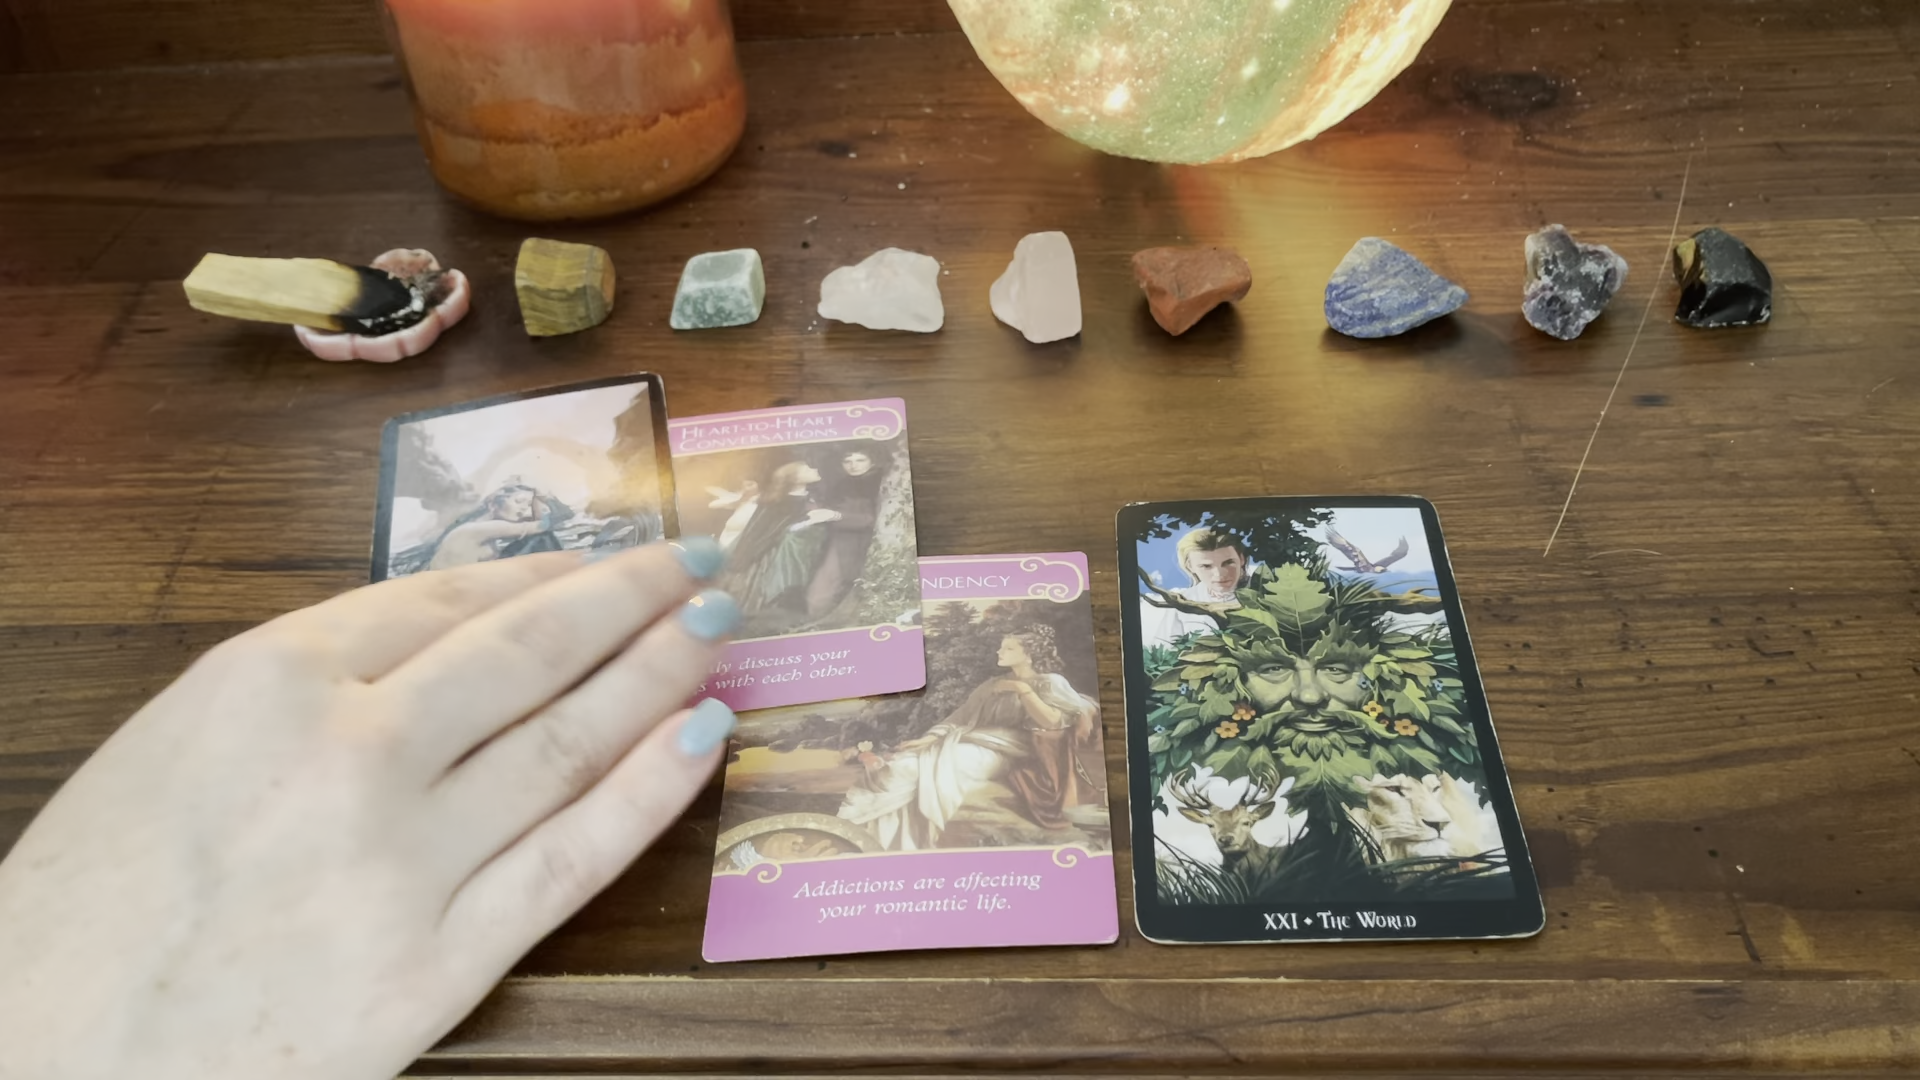 HEART-TO-HEART
CONVERSATIONS
ly discuss your
s with each other.
NDENCY
Addictions are affecting
your romantic life.
XXI • THE WORLD